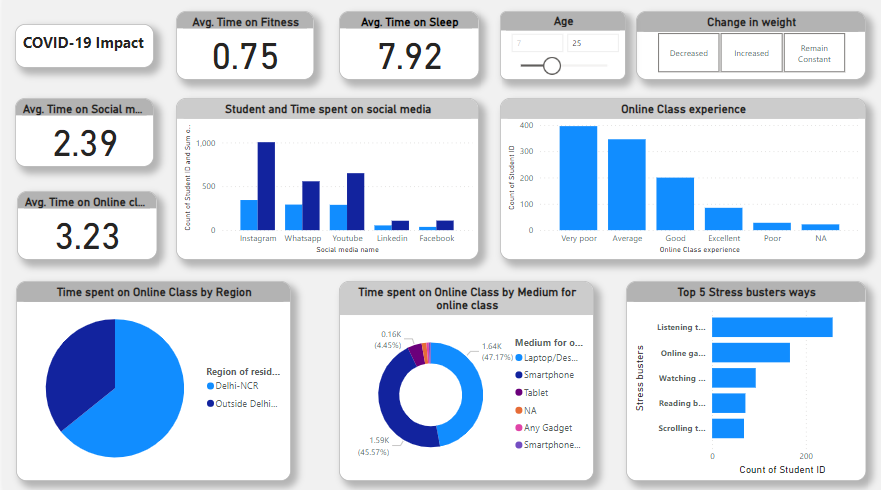 COVID-19 Impact
Avg. Time on Fitness
0.75
Avg. Time on Sleep
7.92
Age
7
25
Change in weight
Decreased
Increased
Remain
Constant
Avg. Time on Social m...
2.39
Avg. Time on Online cl...
3.23
Student and Time spent on social media
Count of Student ID and Sum o...
1,000
500
0
Instagram
Whatsapp
Youtube
Linkedin
Facebook
Social media name
Online Class experience
Count of Student ID
400
300
200
100
0
Very poor
Average
Good
Excellent
Poor
NA
Online Class experience
Time spent on Online Class by Region
Region of resid...
Delhi-NCR
Outside Delhi...
Time spent on Online Class by Medium for
online class
0.16K
(4.45%)
1.64K
(47.17%)
1.59K
(45.57%)
Medium for o...
Laptop/Des...
Smartphone
Tablet
NA
Any Gadget
Smartphone...
Top 5 Stress busters ways
Stress busters
Listening t...
Online ga...
Watching ...
Reading b...
Scrolling t...
0
200
Count of Student ID